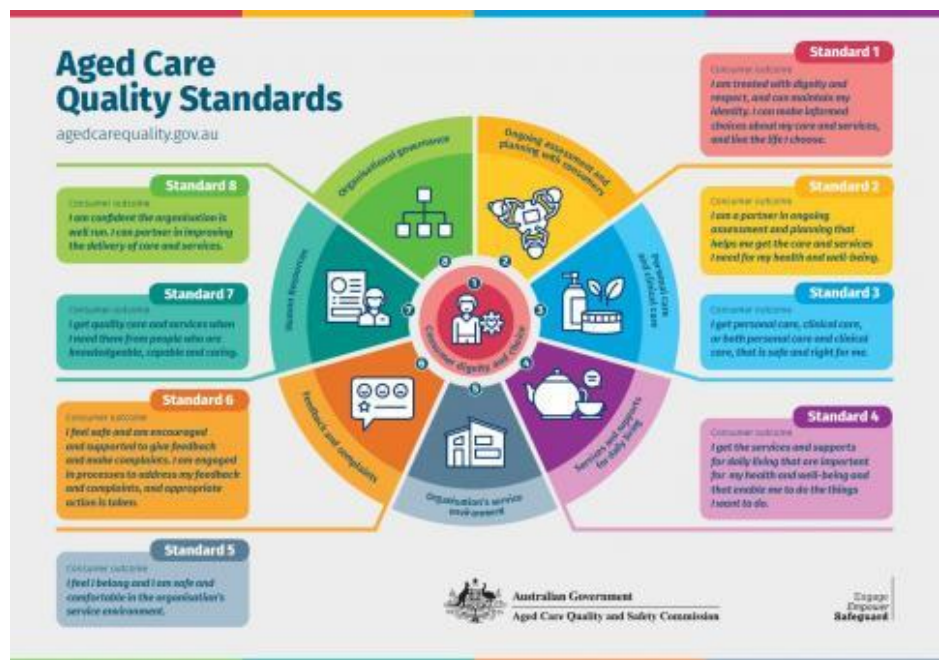 Aged Care
Quality Standards
agedcarequality.gov.au
Standard 1
Consumer outcome
I am treated with dignity and
respect, and can maintain my
identity. I can make informed
choices about my care and services,
and live the life I choose.
Standard 2
Consumer outcome
I am a partner in ongoing
assessment and planning that
helps me get the care and services
I need for my health and well-being.
Standard 3
Consumer outcome
I get personal care, clinical care,
or both personal care and clinical
care, that is safe and right for me.
Standard 4
Consumer outcome
I get the services and supports
for daily living that are important
for my health and well-being and
that enable me to do the things
I want to do.
Standard 8
Consumer outcome
I am confident the organisation is
well run. I can partner in improving
the delivery of care and services.
Standard 7
Consumer outcome
I get quality care and services when
I need them from people who are
knowledgeable, capable and caring.
Standard 6
Consumer outcome
I feel safe and am encouraged
and supported to give feedback
and make complaints. I am engaged
in processes to address my feedback
and complaints, and appropriate
action is taken.
Standard 5
Consumer outcome
I feel I belong and I am safe and
comfortable in the organisation's
service environment.
Organisational governance
Ongoing assessment and
planning with consumers
Personal care
and clinical care
Services and supports
for daily living
Organisation's service
environment
Feedback and complaints
Human Resources
Consumer dignity and choice
1
2
3
4
5
6
7
8
Australian Government
Aged Care Quality and Safety Commission
Engage
Empower
Safeguard